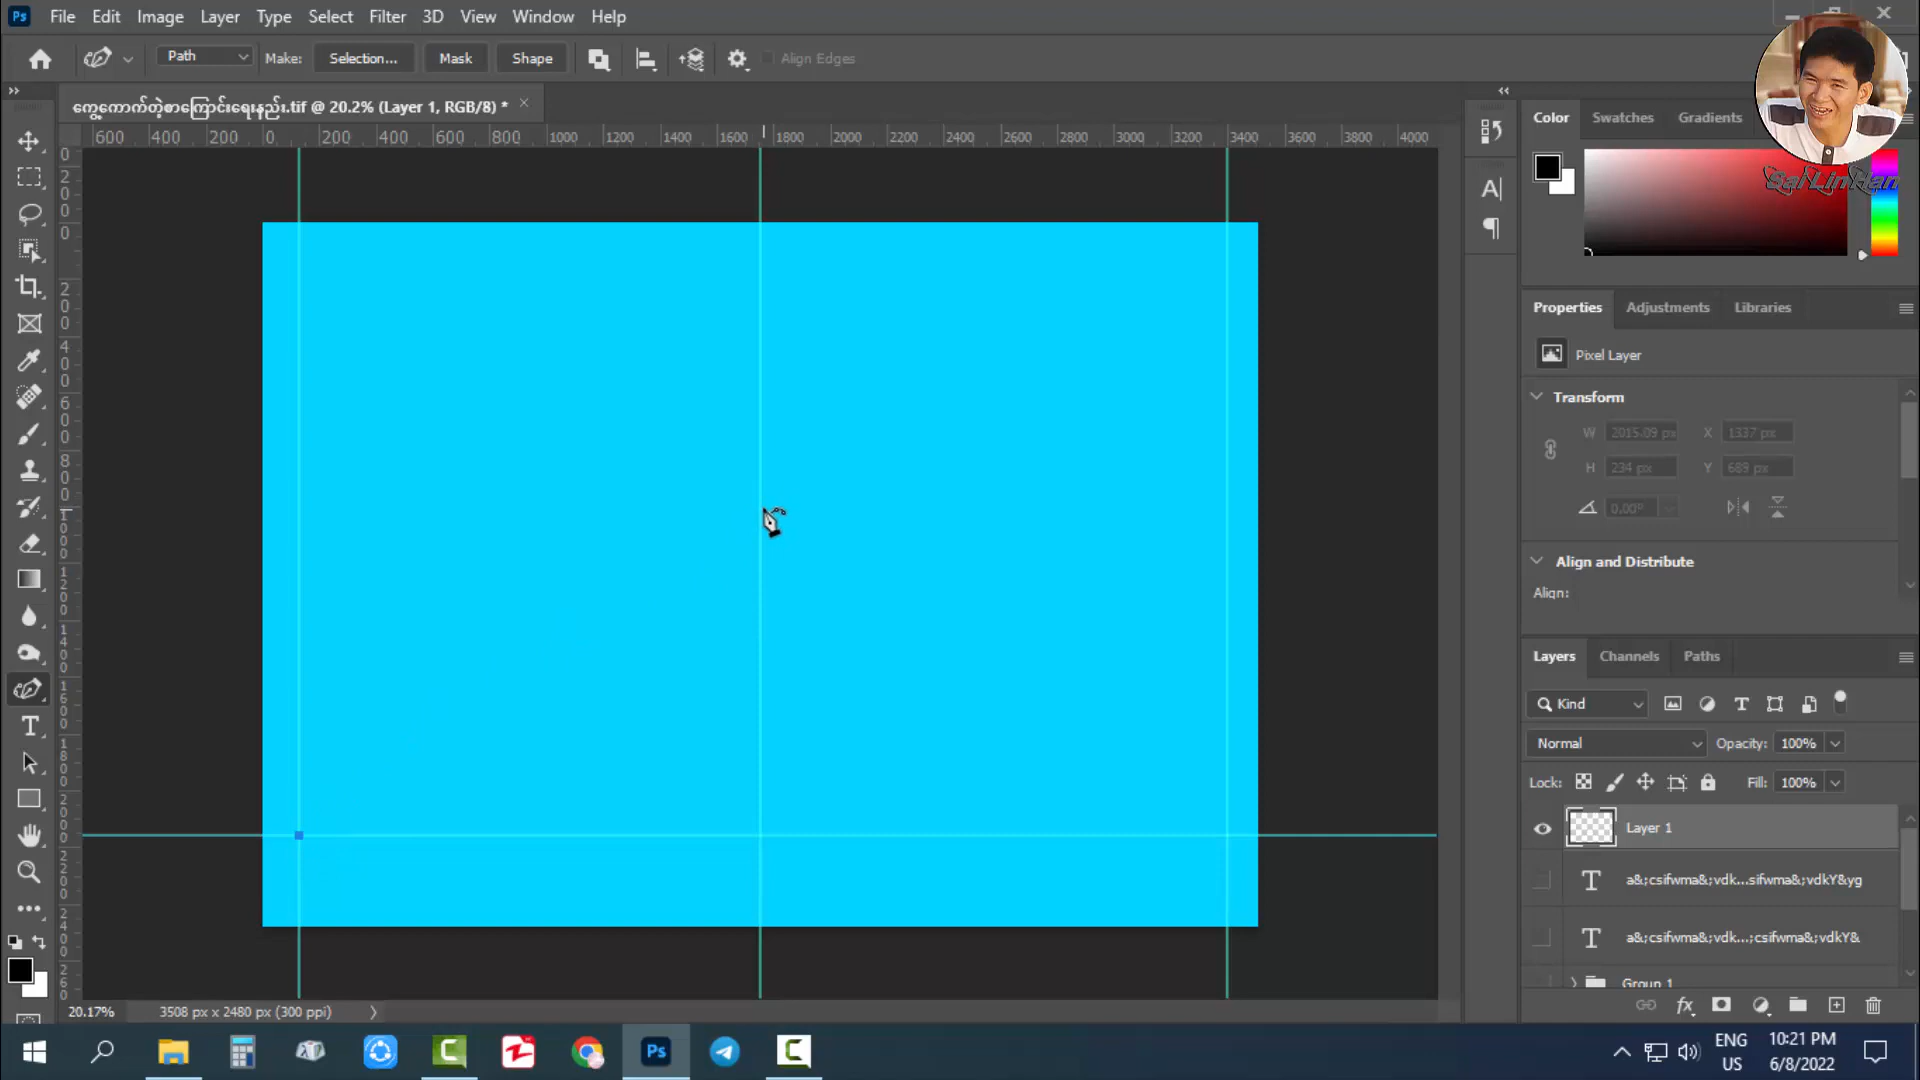 Ps File Edit Image Layer Type Select Filter 3D View Window Help
Path Make: Selection... Mask Shape Align Edges
ကွေ့ကောက်တဲ့စာကြောင်းရေးနည်း.tif @ 20.2% (Layer 1, RGB/8) *
600 400 200 0 200 400 600 800 1000 1200 1400 1600 1800 2000 2200 2400 2600 2800 3000 3200 3400 3600 3800 4000
Color Swatches Gradients
SaiLinHan
Properties Adjustments Libraries
Pixel Layer
Transform
W 2015.09 px X 1337 px
H 234 px Y 689 px
0.00°
Align and Distribute
Align:
Layers Channels Paths
Kind
Normal Opacity: 100%
Lock: Fill: 100%
Layer 1
a&;csifwma&;vdk...sifwma&;vdkY&yg
a&;csifwma&;vdk...;csifwma&;vdkY&
Group 1
20.17% 3508 px x 2480 px (300 ppi)
ENG 10:21 PM
US 6/8/2022